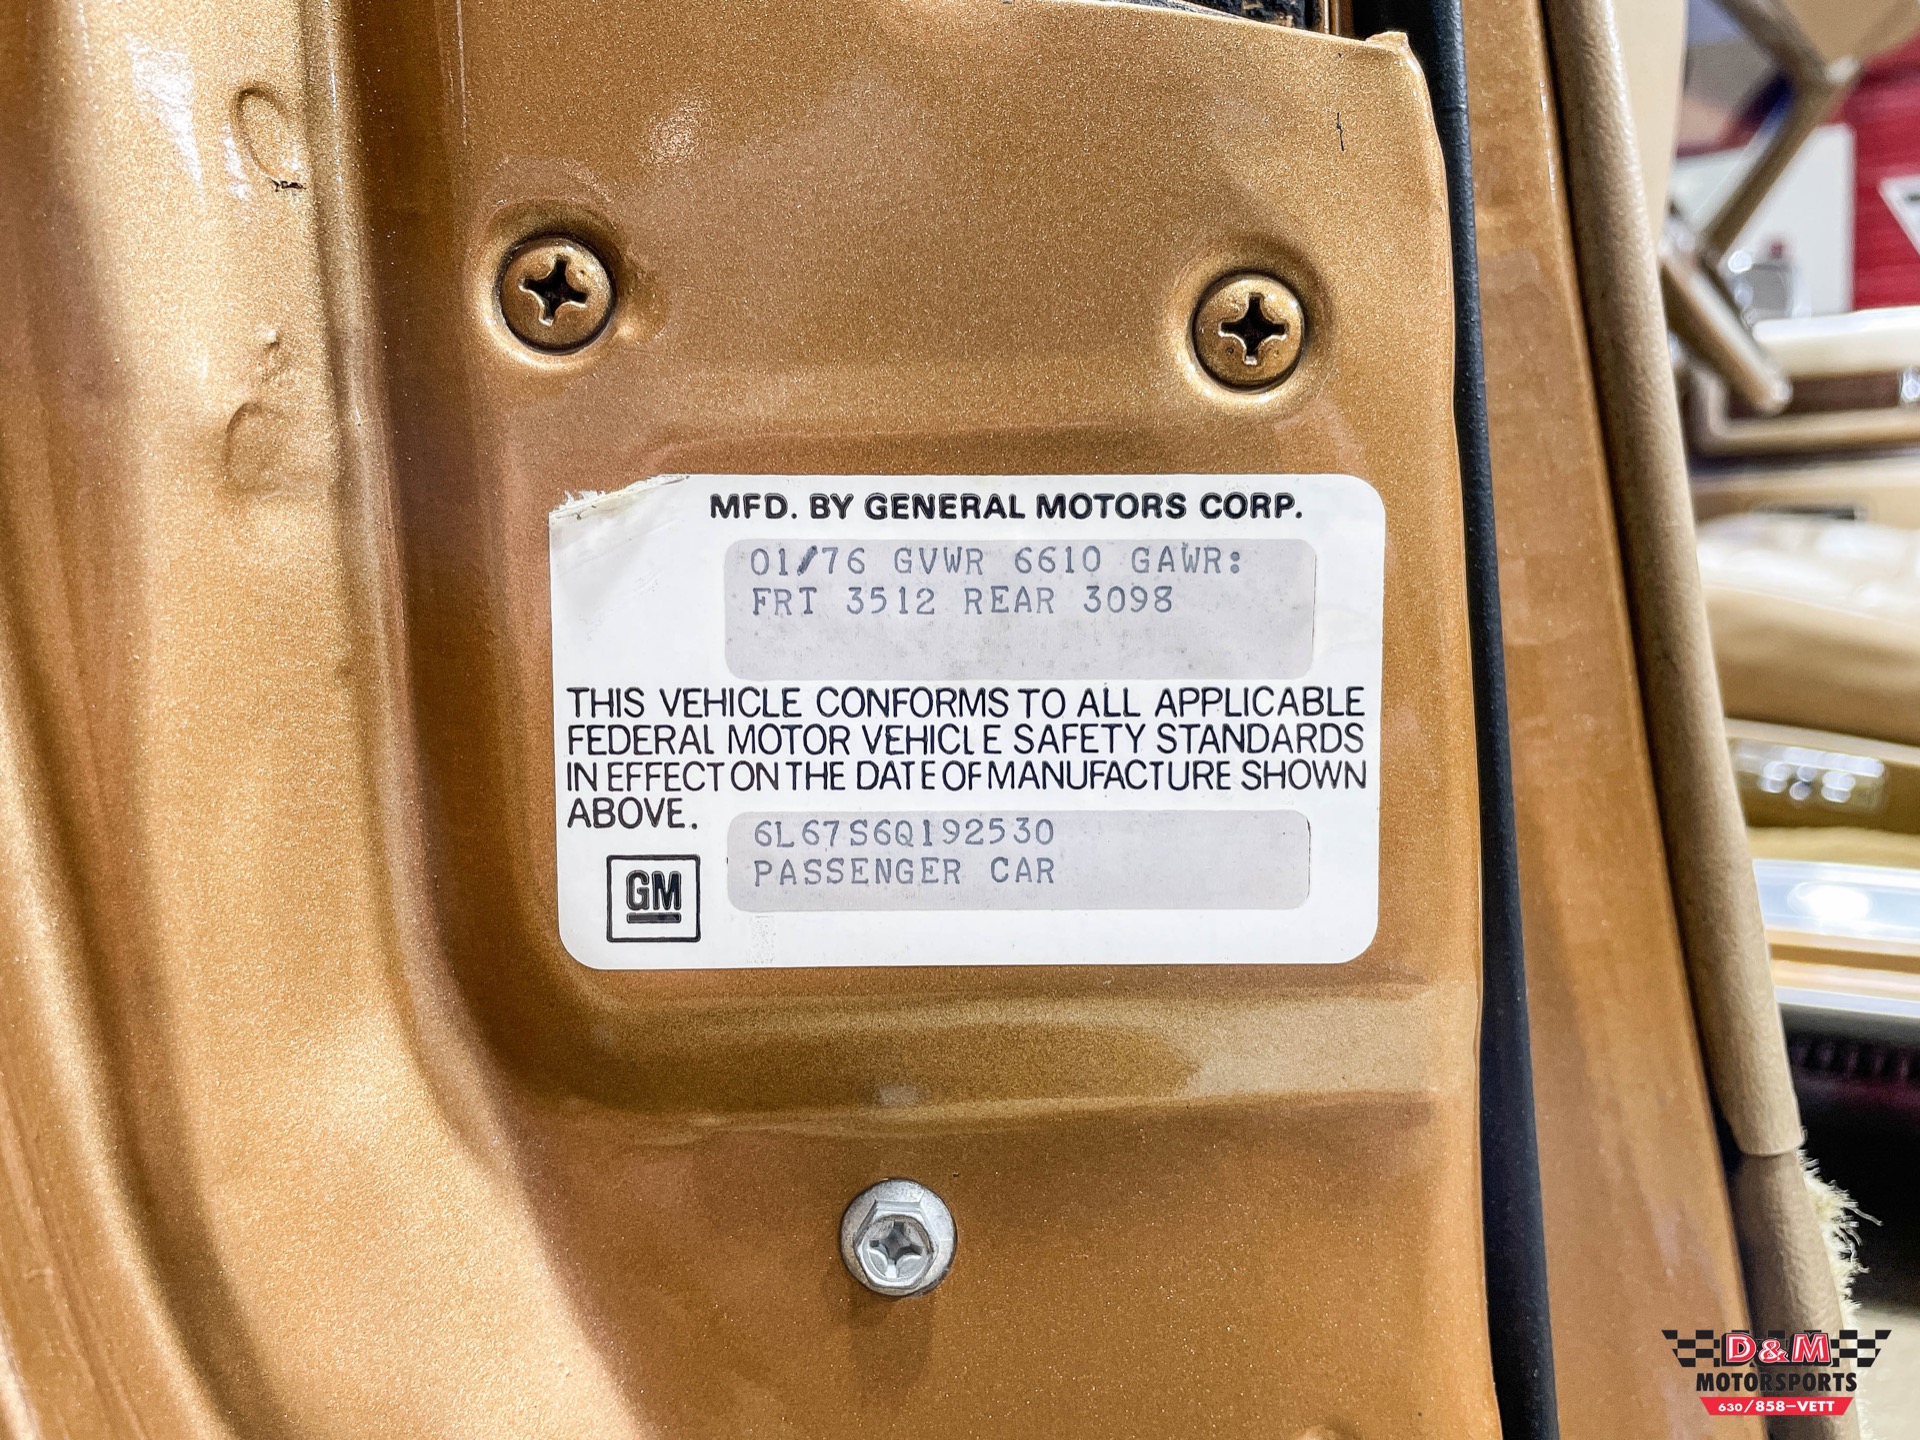 MFD. BY GENERAL MOTORS CORP.
01/76 GVWR 6610 GAWR:
FRT 3512 REAR 3098
THIS VEHICLE CONFORMS TO ALL APPLICABLE
FEDERAL MOTOR VEHICLE SAFETY STANDARDS
IN EFFECT ON THE DATE OF MANUFACTURE SHOWN
ABOVE.
6L67S6Q192530
PASSENGER CAR
GM
D&M
MOTORSPORTS
630/858-VETT